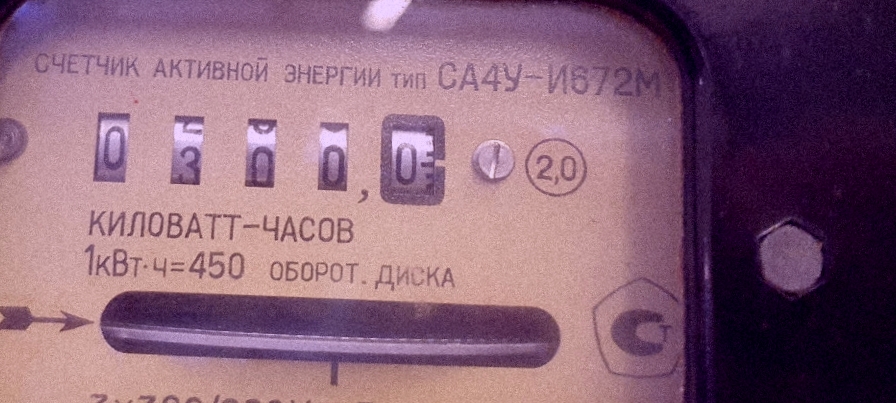 СЧЕТЧИК АКТИВНОЙ ЭНЕРГИИ ТИП СА4У-И672М
0 3 0 0 , 0 2,0
КИЛОВАТТ-ЧАСОВ
1кВт·ч=450 ОБОРОТ. ДИСКА